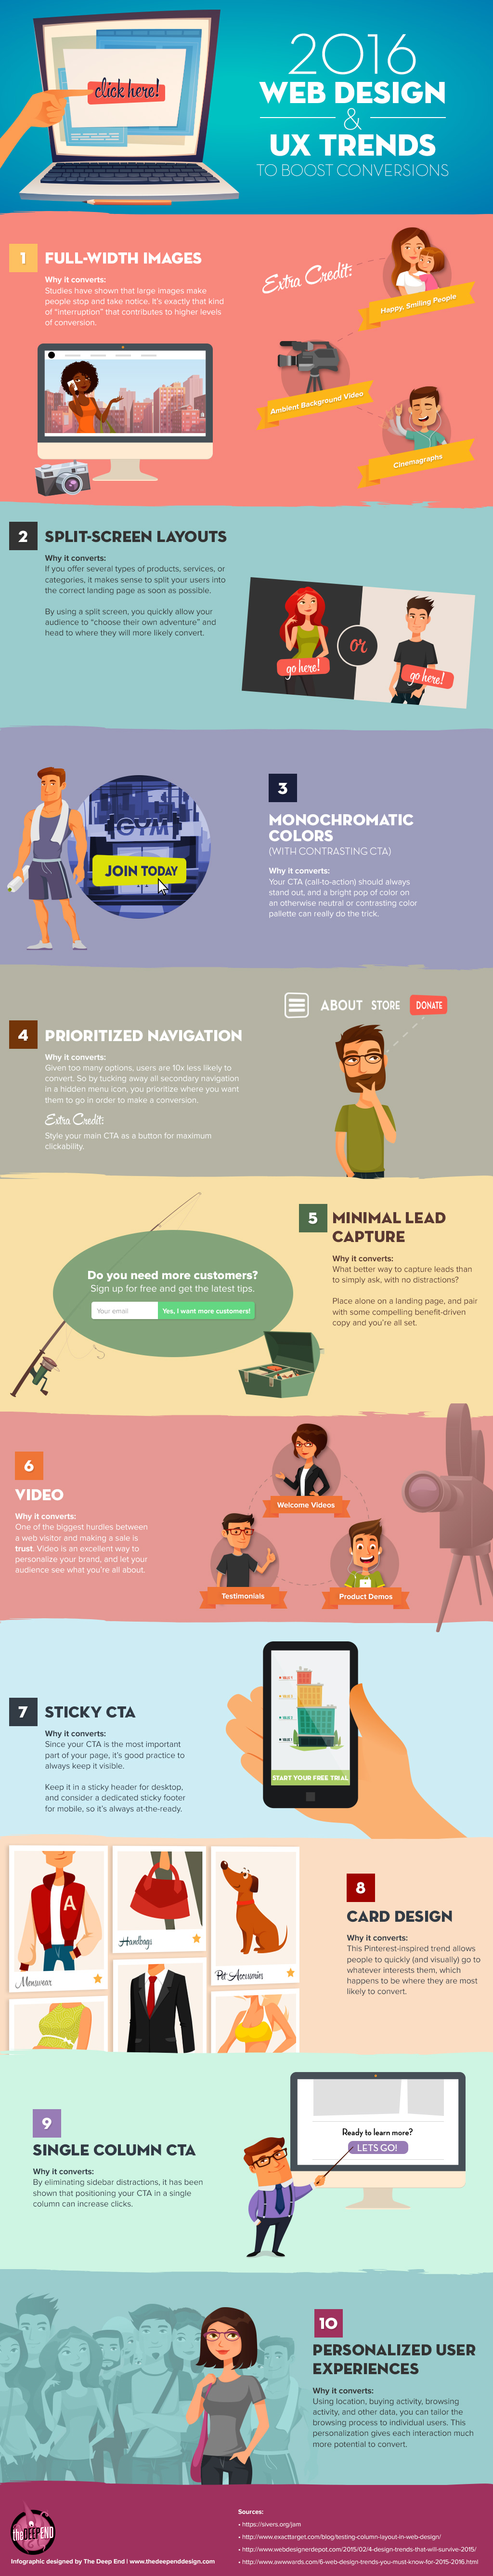 click here!
2016
WEB DESIGN
&
UX TRENDS
TO BOOST CONVERSIONS
1
FULL-WIDTH IMAGES
Why it converts:
Studies have shown that large images make
people stop and take notice. It's exactly that kind
of "interruption" that contributes to higher levels
of conversion.
Extra Credit:
Happy, Smiling People
Ambient Background Video
Cinemagraphs
2
SPLIT-SCREEN LAYOUTS
Why it converts:
If you offer several types of products, services, or
categories, it makes sense to split your users into
the correct landing page as soon as possible.
By using a split screen, you quickly allow your
audience to "choose their own adventure" and
head to where they will more likely convert.
go here!
or
go here!
GYM
JOIN TODAY
3
MONOCHROMATIC
COLORS
(WITH CONTRASTING CTA)
Why it converts:
Your CTA (call-to-action) should always
stand out, and a bright pop of color on
an otherwise neutral or contrasting color
pallette can really do the trick.
ABOUT STORE DONATE
4
PRIORITIZED NAVIGATION
Why it converts:
Given too many options, users are 10x less likely to
convert. So by tucking away all secondary navigation
in a hidden menu icon, you prioritize where you want
them to go in order to make a conversion.
Extra Credit:
Style your main CTA as a button for maximum
clickability.
5
MINIMAL LEAD
CAPTURE
Why it converts:
What better way to capture leads than
to simply ask, with no distractions?
Place alone on a landing page, and pair
with some compelling benefit-driven
copy and you're all set.
Do you need more customers?
Sign up for free and get the latest tips.
Your email
Yes, I want more customers!
6
VIDEO
Why it converts:
One of the biggest hurdles between
a web visitor and making a sale is
trust. Video is an excellent way to
personalize your brand, and let your
audience see what you're all about.
Welcome Videos
Testimonials
Product Demos
7
STICKY CTA
Why it converts:
Since your CTA is the most important
part of your page, it's good practice to
always keep it visible.
Keep it in a sticky header for desktop,
and consider a dedicated sticky footer
for mobile, so it's always at-the-ready.
START YOUR FREE TRIAL
A
Menswear
Handbags
Pet Accessories
8
CARD DESIGN
Why it converts:
This Pinterest-inspired trend allows
people to quickly (and visually) go to
whatever interests them, which
happens to be where they are most
likely to convert.
9
SINGLE COLUMN CTA
Why it converts:
By eliminating sidebar distractions, it has been
shown that positioning your CTA in a single
column can increase clicks.
Ready to learn more?
LETS GO!
10
PERSONALIZED USER
EXPERIENCES
Why it converts:
Using location, buying activity, browsing
activity, and other data, you can tailor the
browsing process to individual users. This
personalization gives each interaction much
more potential to convert.
the DEEP END
Infographic designed by The Deep End | www.thedeependdesign.com
Sources:
• https://sivers.org/jam
• http://www.exacttarget.com/blog/testing-column-layout-in-web-design/
• http://www.webdesignerdepot.com/2015/02/4-design-trends-that-will-survive-2015/
• http://www.awwwards.com/6-web-design-trends-you-must-know-for-2015-2016.html